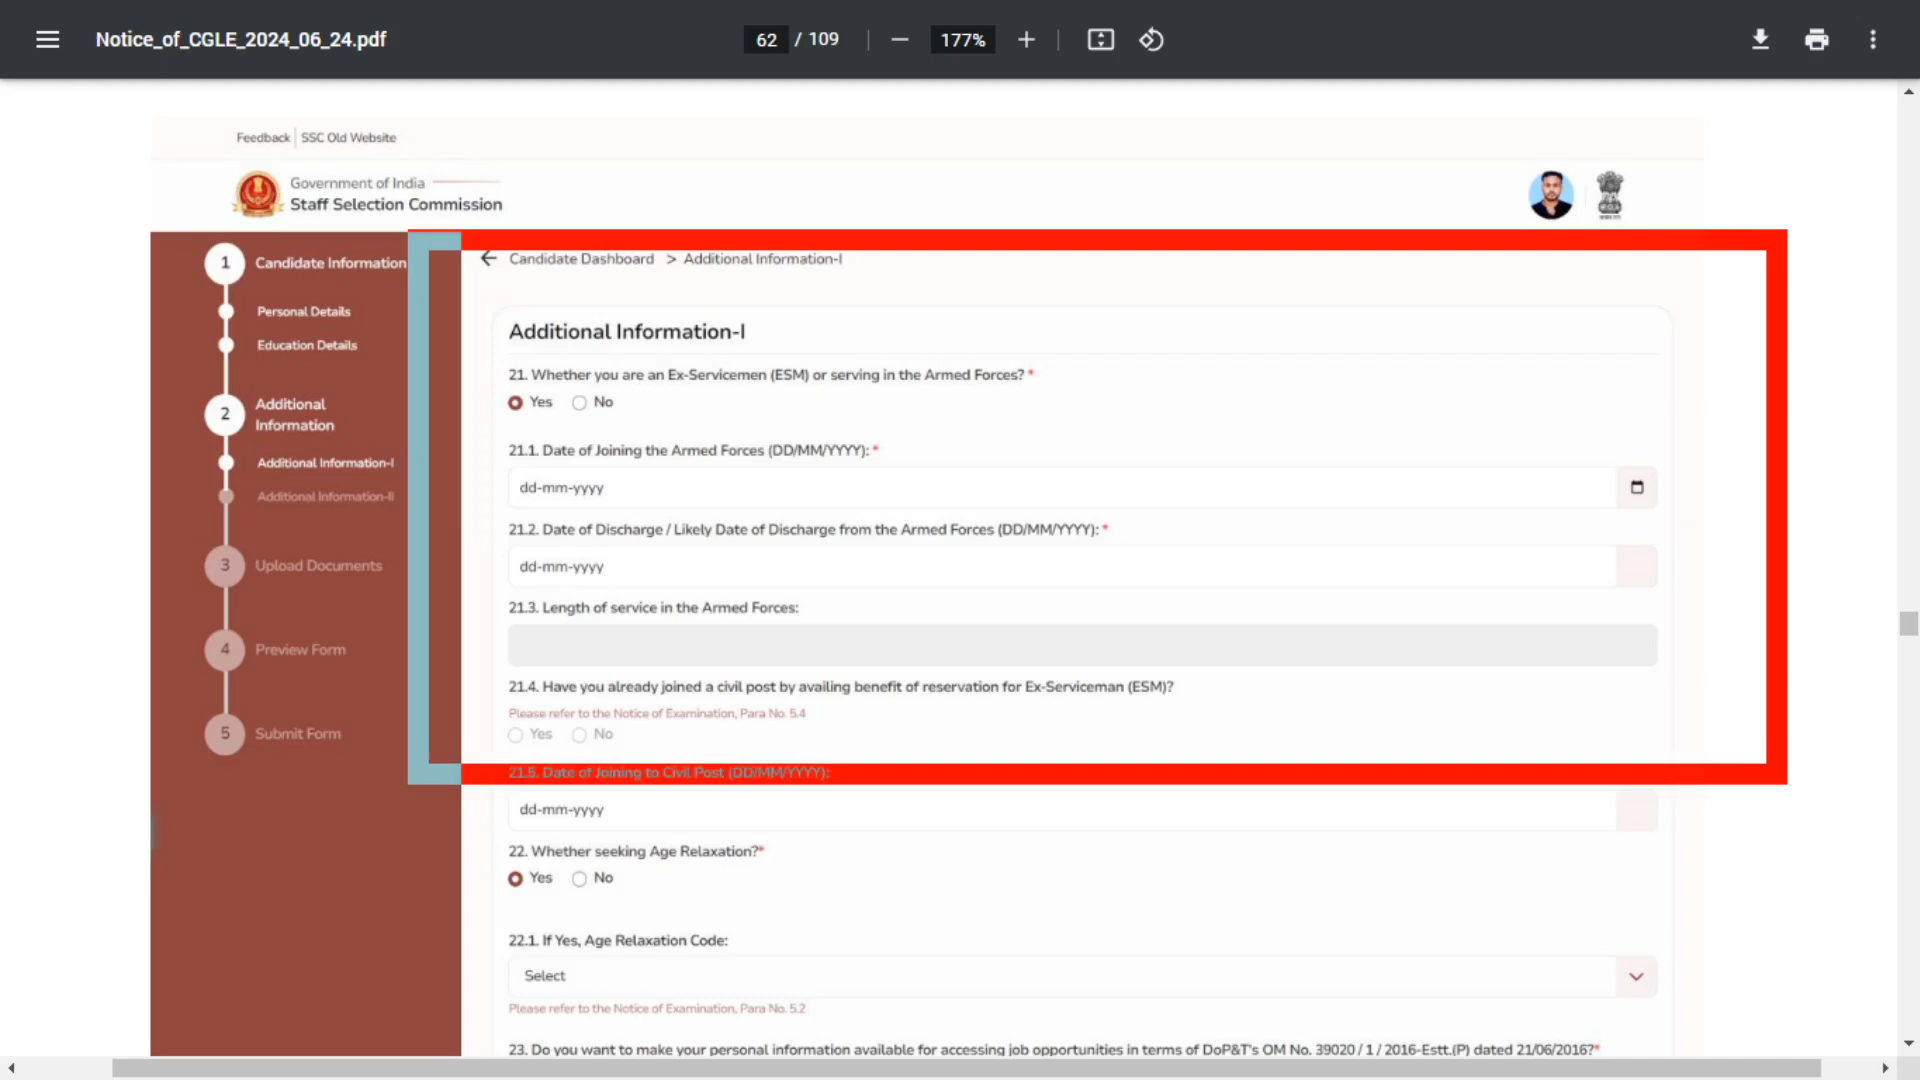 Notice_of_CGLE_2024_06_24.pdf
62 / 109
177%
Feedback | SSC Old Website
Government of India
Staff Selection Commission
1 Candidate Information
Personal Details
Education Details
2 Additional
Information
Additional Information-I
Additional Information-II
3 Upload Documents
4 Preview Form
5 Submit Form
Candidate Dashboard > Additional Information-I
Additional Information-I
21. Whether you are an Ex-Servicemen (ESM) or serving in the Armed Forces? *
Yes No
21.1. Date of Joining the Armed Forces (DD/MM/YYYY): *
dd-mm-yyyy
21.2. Date of Discharge / Likely Date of Discharge from the Armed Forces (DD/MM/YYYY): *
dd-mm-yyyy
21.3. Length of service in the Armed Forces:
21.4. Have you already joined a civil post by availing benefit of reservation for Ex-Serviceman (ESM)?
Please refer to the Notice of Examination, Para No. 5.4
Yes No
21.5. Date of Joining to Civil Post (DD/MM/YYYY):
dd-mm-yyyy
22. Whether seeking Age Relaxation?*
Yes No
22.1. If Yes, Age Relaxation Code:
Select
Please refer to the Notice of Examination, Para No. 5.2
23. Do you want to make your personal information available for accessing job opportunities in terms of DoP&T's OM No. 39020 / 1 / 2016-Estt.(P) dated 21/06/2016?*